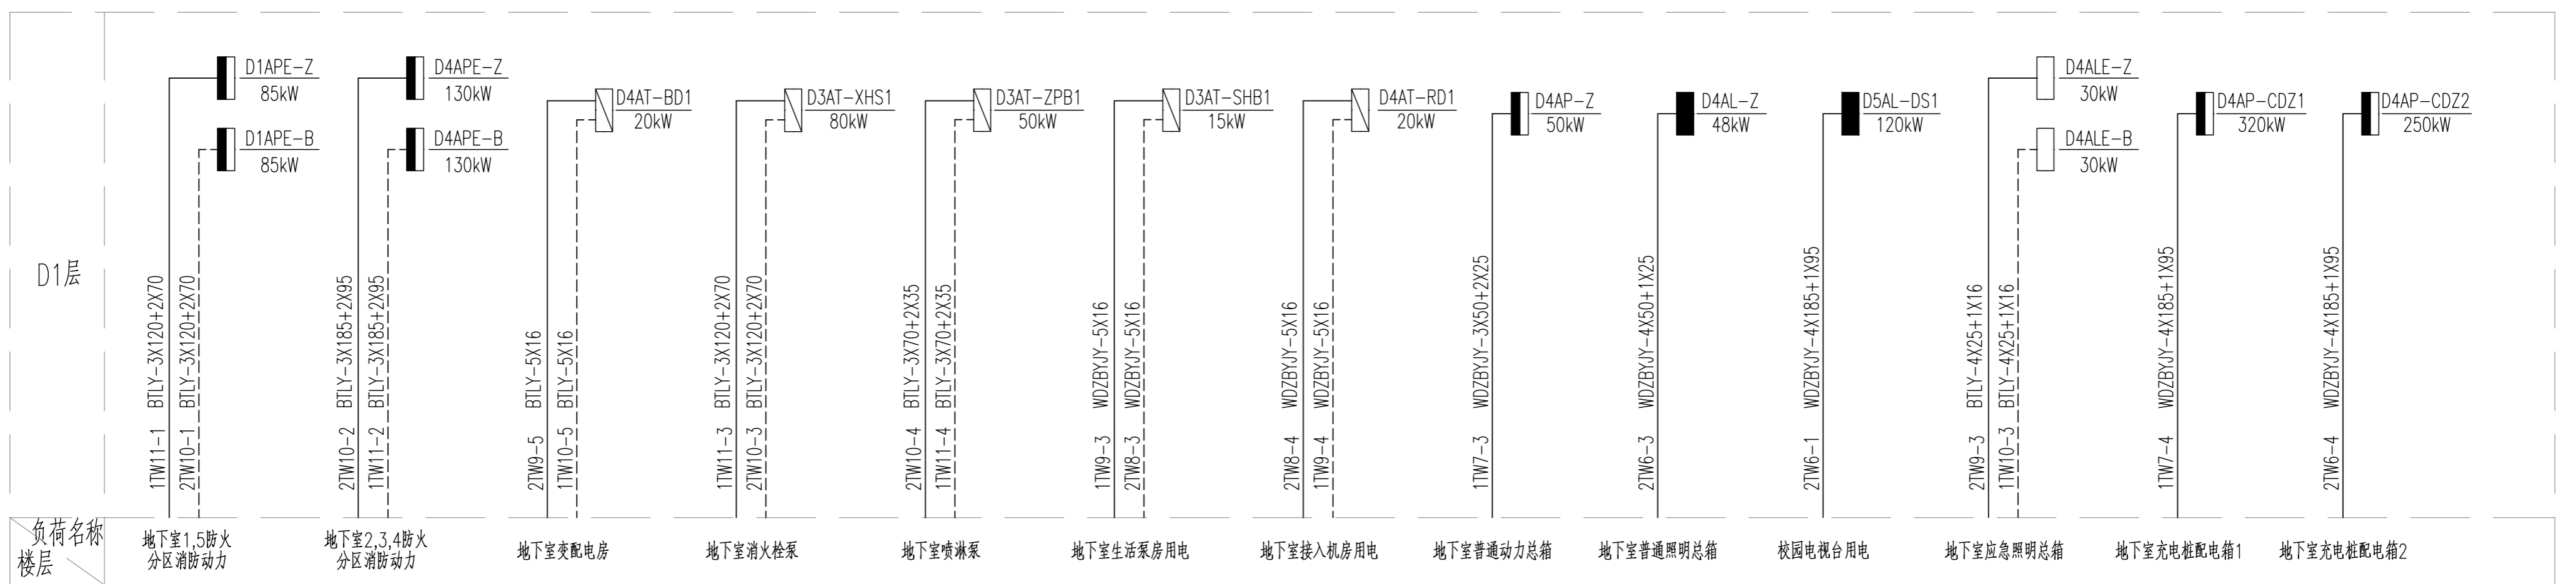 D1APE-Z
85kW
D1APE-B
85kW
D4APE-Z
130kW
D4APE-B
130kW
D4AT-BD1
20kW
D3AT-XHS1
80kW
D3AT-ZPB1
50kW
D3AT-SHB1
15kW
D4AT-RD1
20kW
D4AP-Z
50kW
D4AL-Z
48kW
D5AL-DS1
120kW
D4ALE-Z
30kW
D4ALE-B
30kW
D4AP-CDZ1
320kW
D4AP-CDZ2
250kW
D1层
1TW11-1 BTLY-3X120+2X70
2TW10-1 BTLY-3X120+2X70
2TW10-2 BTLY-3X185+2X95
1TW11-2 BTLY-3X185+2X95
2TW9-5 BTLY-5X16
1TW10-5 BTLY-5X16
1TW11-3 BTLY-3X120+2X70
2TW10-3 BTLY-3X120+2X70
2TW10-4 BTLY-3X70+2X35
1TW11-4 BTLY-3X70+2X35
1TW9-3 WDZBYJY-5X16
2TW8-3 WDZBYJY-5X16
2TW8-4 WDZBYJY-5X16
1TW9-4 WDZBYJY-5X16
1TW7-3 WDZBYJY-3X50+2X25
2TW6-3 WDZBYJY-4X50+1X25
2TW6-1 WDZBYJY-4X185+1X95
2TW9-3 BTLY-4X25+1X16
1TW10-3 BTLY-4X25+1X16
1TW7-4 WDZBYJY-4X185+1X95
2TW6-4 WDZBYJY-4X185+1X95
负荷名称
楼层
地下室1,5防火
分区消防动力
地下室2,3,4防火
分区消防动力
地下室变配电房
地下室消火栓泵
地下室喷淋泵
地下室生活泵房用电
地下室接入机房用电
地下室普通动力总箱
地下室普通照明总箱
校园电视台用电
地下室应急照明总箱
地下室充电桩配电箱1
地下室充电桩配电箱2